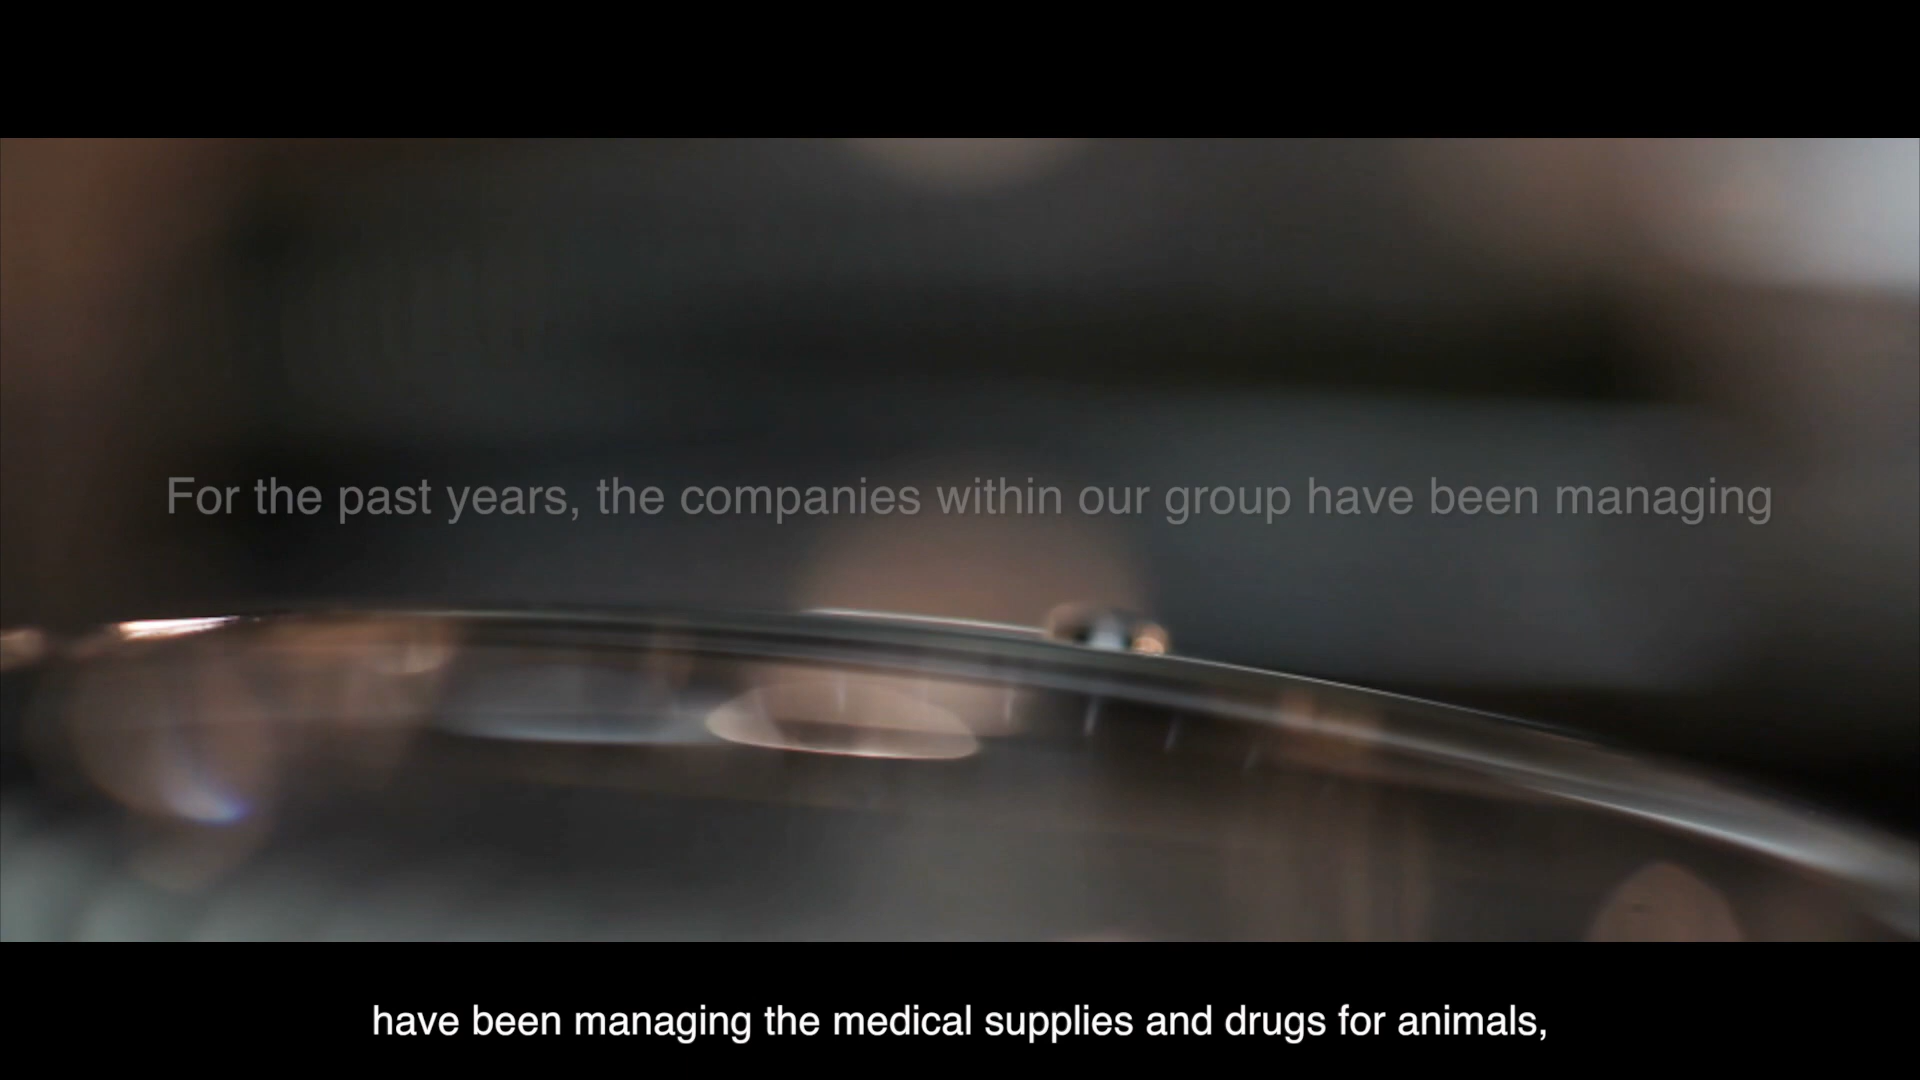 For the past years, the companies within our group have been managing
have been managing the medical supplies and drugs for animals,